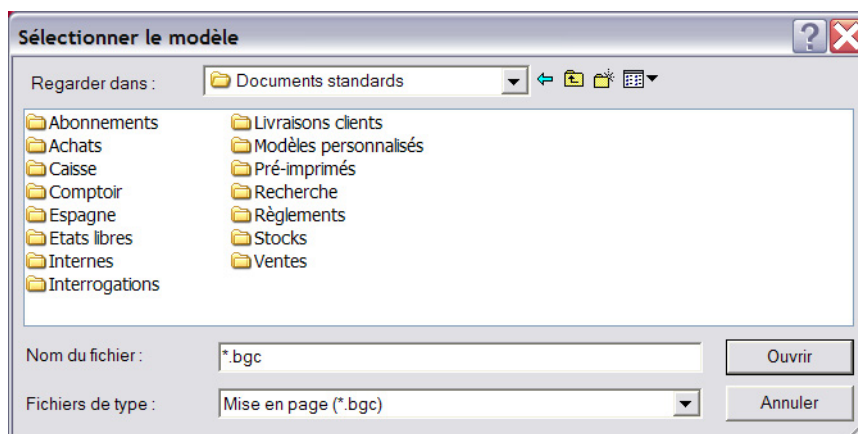 Sélectionner le modèle
Regarder dans :
Documents standards
Abonnements
Achats
Caisse
Comptoir
Espagne
Etats libres
Internes
Interrogations
Livraisons clients
Modèles personnalisés
Pré-imprimés
Recherche
Règlements
Stocks
Ventes
Nom du fichier :
*.bgc
Ouvrir
Fichiers de type :
Mise en page (*.bgc)
Annuler